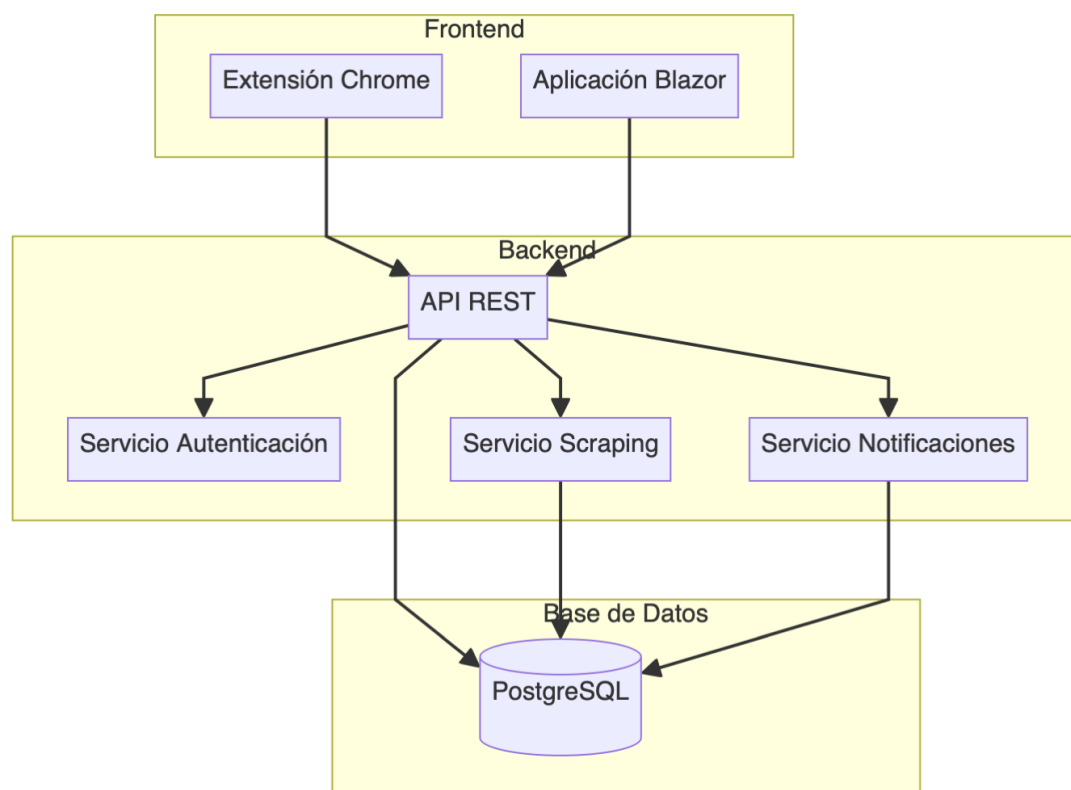 Frontend
Extensión Chrome
Aplicación Blazor
Backend
API REST
Servicio Autenticación
Servicio Scraping
Servicio Notificaciones
Base de Datos
PostgreSQL